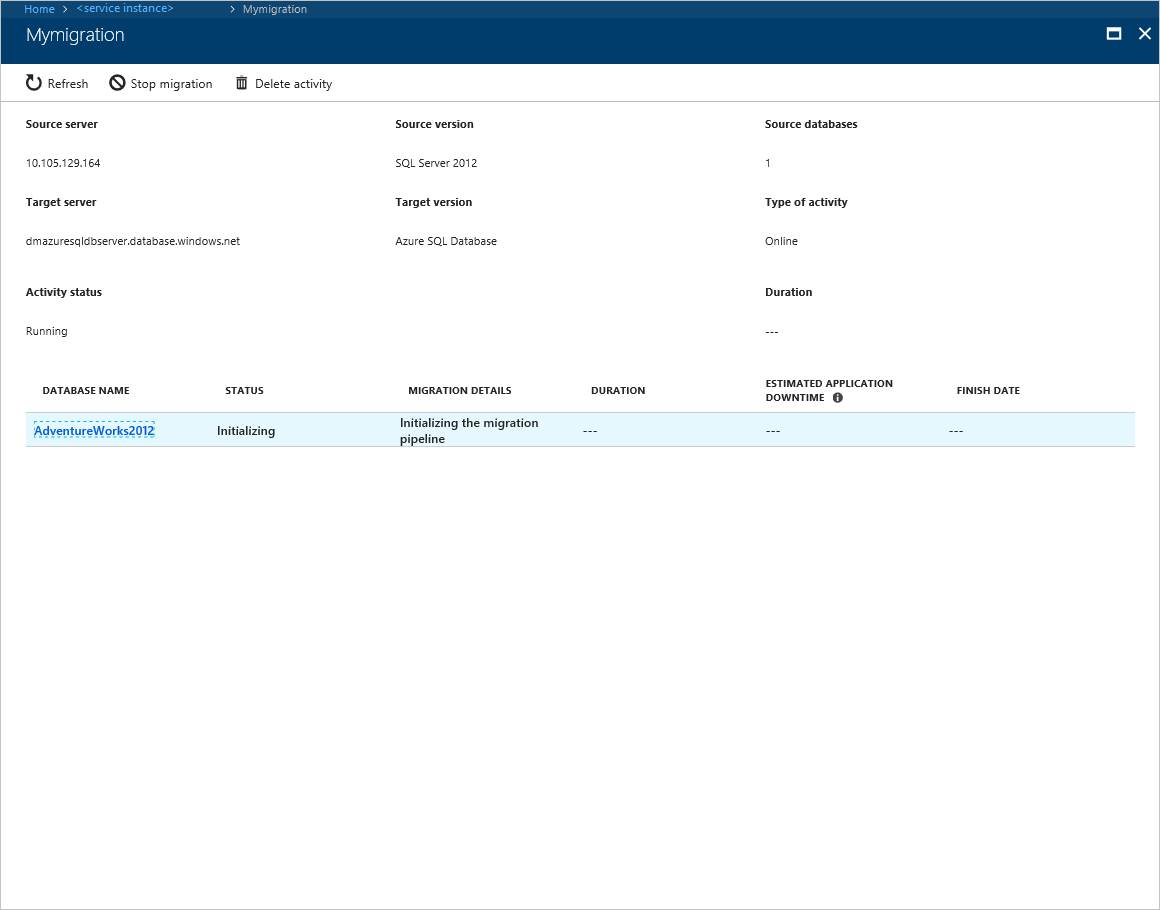 Home > <service instance> > Mymigration
Mymigration
Refresh Stop migration Delete activity
Source server Source version Source databases
10.105.129.164 SQL Server 2012 1
Target server Target version Type of activity
dmazuresqldbserver.database.windows.net Azure SQL Database Online
Activity status Duration
Running ---
DATABASE NAME STATUS MIGRATION DETAILS DURATION ESTIMATED APPLICATION
DOWNTIME FINISH DATE
AdventureWorks2012 Initializing Initializing the migration
pipeline --- --- ---